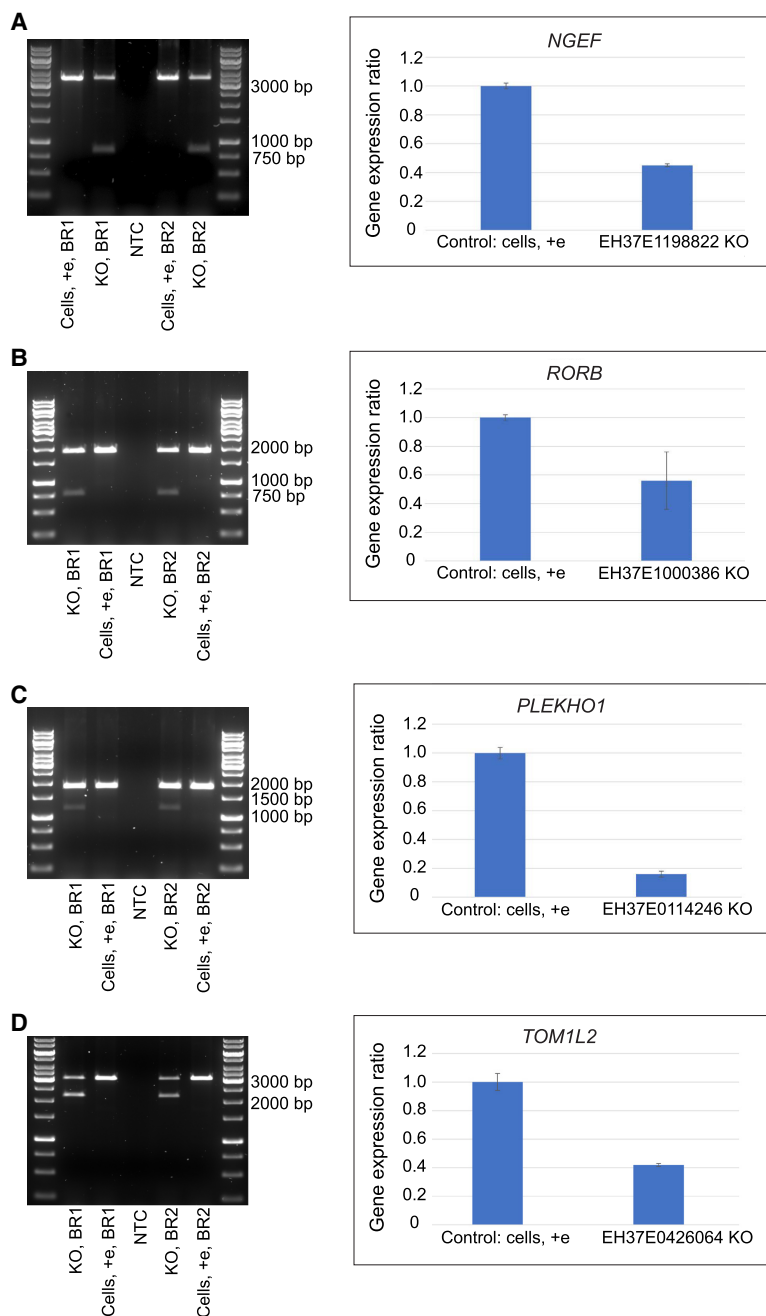 A
3000 bp
1000 bp
750 bp
Cells, +e, BR1
KO, BR1
NTC
Cells, +e, BR2
KO, BR2
NGEF
Gene expression ratio
1.2
1.0
0.8
0.6
0.4
0.2
0
Control: cells, +e
EH37E1198822 KO
B
2000 bp
1000 bp
750 bp
KO, BR1
Cells, +e, BR1
NTC
KO, BR2
Cells, +e, BR2
RORB
Gene expression ratio
1.2
1.0
0.8
0.6
0.4
0.2
0
Control: cells, +e
EH37E1000386 KO
C
2000 bp
1500 bp
1000 bp
KO, BR1
Cells, +e, BR1
NTC
KO, BR2
Cells, +e, BR2
PLEKHO1
Gene expression ratio
1.2
1.0
0.8
0.6
0.4
0.2
0
Control: cells, +e
EH37E0114246 KO
D
3000 bp
2000 bp
KO, BR1
Cells, +e, BR1
NTC
KO, BR2
Cells, +e, BR2
TOM1L2
Gene expression ratio
1.2
1.0
0.8
0.6
0.4
0.2
0
Control: cells, +e
EH37E0426064 KO